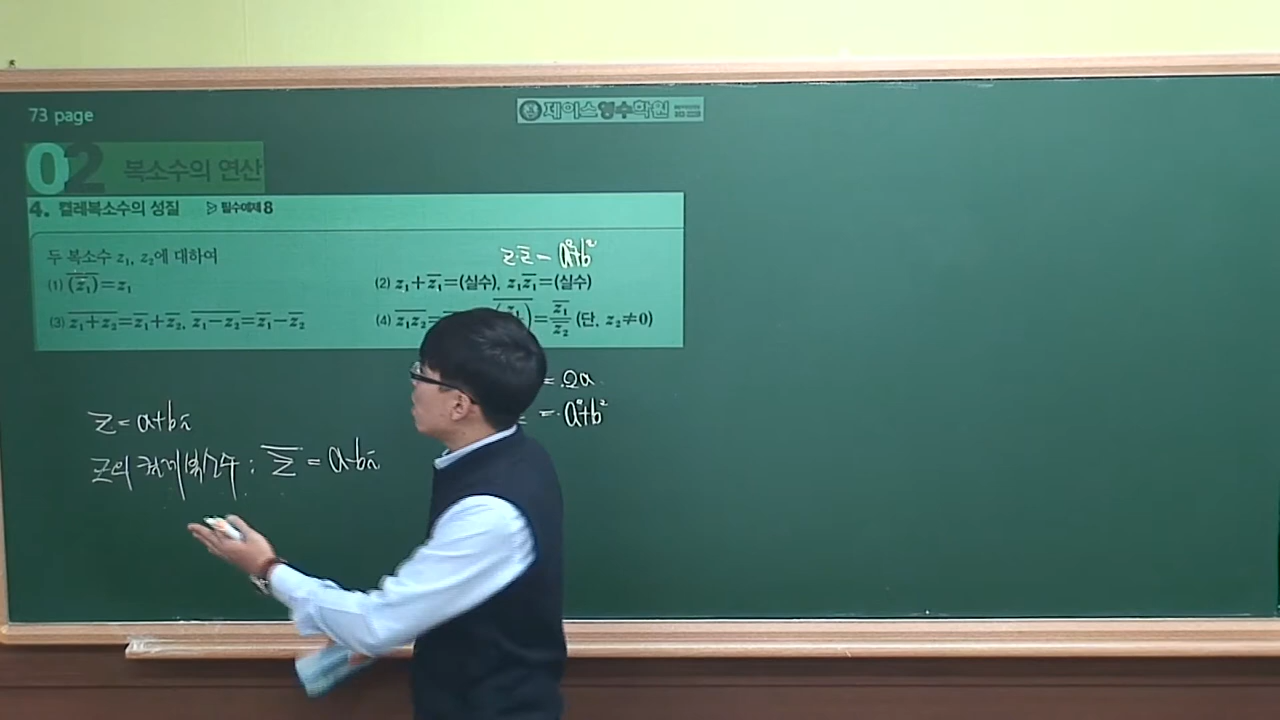 73 page
제이스영수학원
02 복소수의 연산
4. 켤레복소수의 성질 ▷ 필수예제 8
두 복소수 z₁, z₂에 대하여
z·z̅ = a²+b²
(1) \overline{(z̅₁)}=z₁
(2) z₁+z̅₁=(실수), z₁z̅₁=(실수)
(3) \overline{z₁+z₂}=z̅₁+z̅₂, \overline{z₁−z₂}=z̅₁−z̅₂
(4) \overline{z₁z₂}= =z̅₁/z̅₂ (단, z₂≠0)
= 2a
= a²+b²
z = a+bi
z의 켤레복소수 : z̅ = a-bi